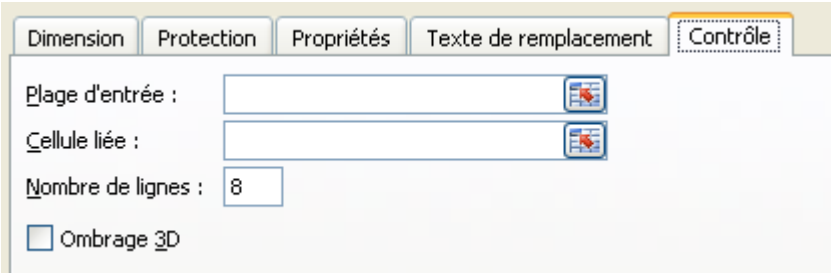 Dimension Protection Propriétés Texte de remplacement Contrôle
Plage d'entrée :
Cellule liée :
Nombre de lignes : 8
Ombrage 3D